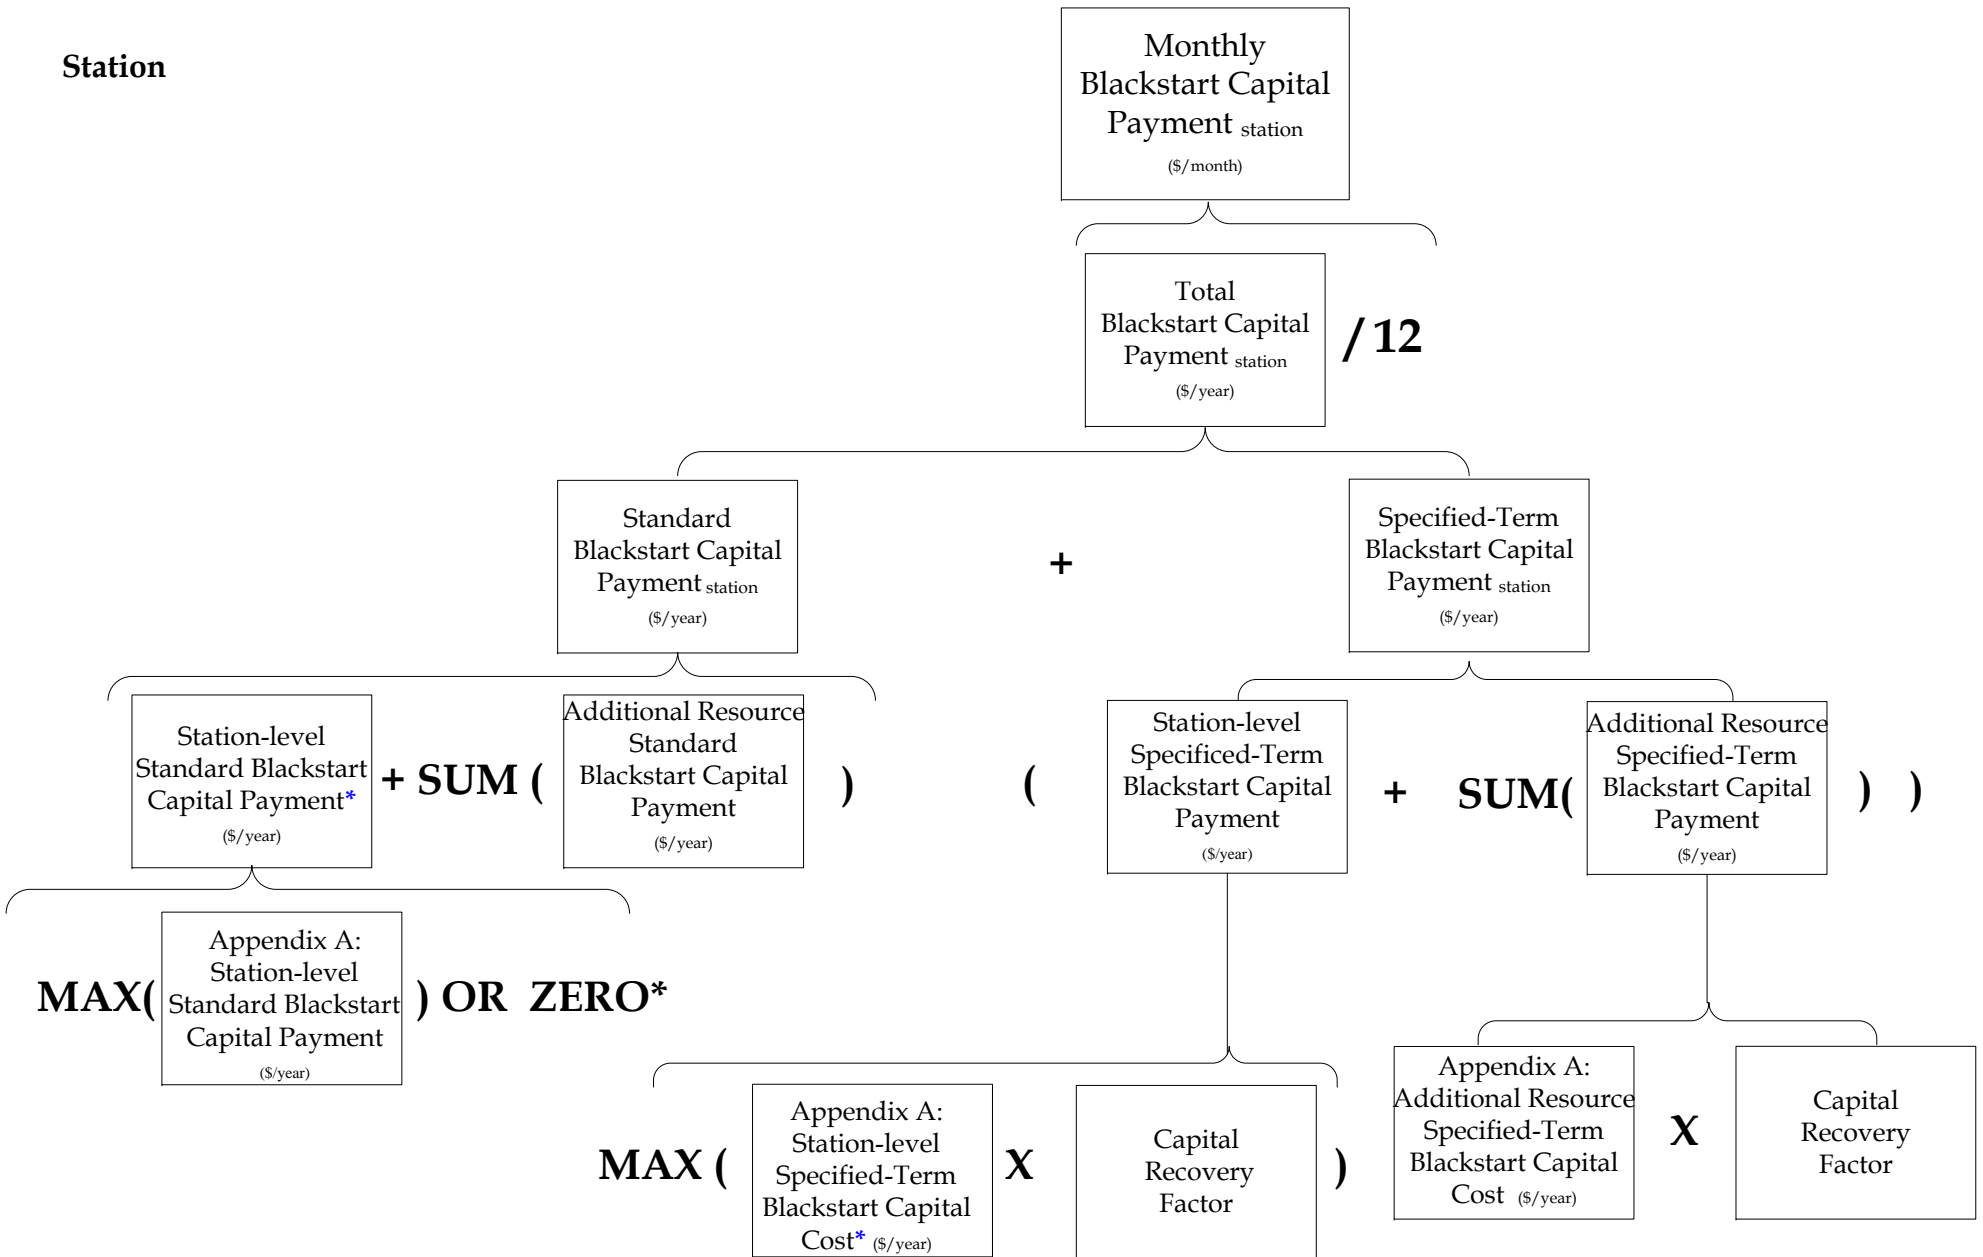 Station
Monthly
Blackstart Capital
Payment station
($/month)
Total
Blackstart Capital
Payment station
($/year)
/ 12
Standard
Blackstart Capital
Payment station
($/year)
+
Specified-Term
Blackstart Capital
Payment station
($/year)
Station-level
Standard Blackstart
Capital Payment*
($/year)
+ SUM (
Additional Resource
Standard
Blackstart Capital
Payment
($/year)
)
(
Station-level
Specificed-Term
Blackstart Capital
Payment
($/year)
+
SUM(
Additional Resource
Specified-Term
Blackstart Capital
Payment
($/year)
) )
MAX(
Appendix A:
Station-level
Standard Blackstart
Capital Payment
($/year)
) OR ZERO*
MAX (
Appendix A:
Station-level
Specified-Term
Blackstart Capital
Cost* ($/year)
X
Capital
Recovery
Factor
)
Appendix A:
Additional Resource
Specified-Term
Blackstart Capital
Cost ($/year)
X
Capital
Recovery
Factor